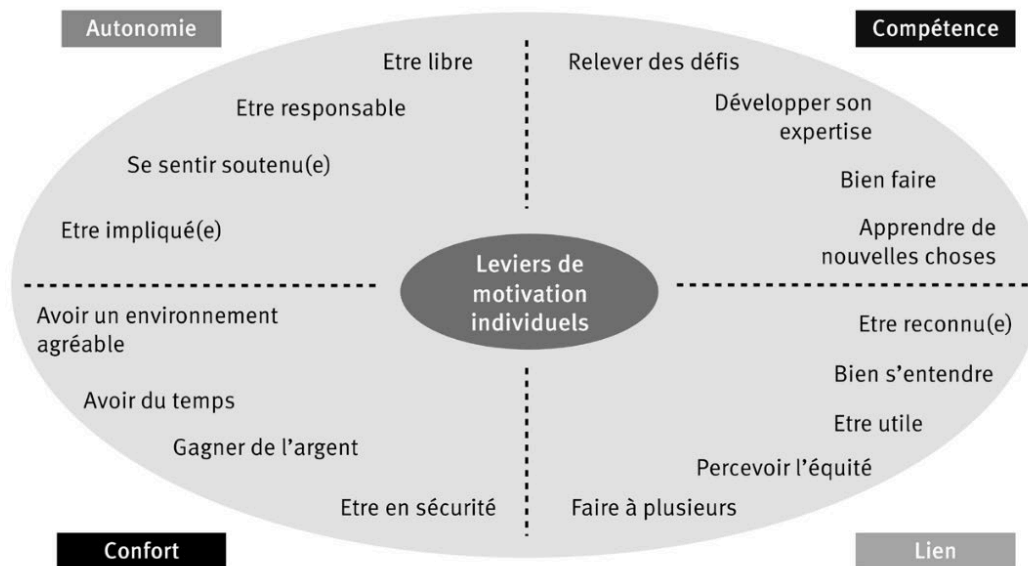 Autonomie
Compétence
Etre libre
Relever des défis
Etre responsable
Développer son
expertise
Se sentir soutenu(e)
Bien faire
Etre impliqué(e)
Apprendre de
nouvelles choses
Leviers de
motivation
individuels
Avoir un environnement
agréable
Etre reconnu(e)
Bien s'entendre
Avoir du temps
Etre utile
Gagner de l'argent
Percevoir l'équité
Etre en sécurité
Faire à plusieurs
Confort
Lien